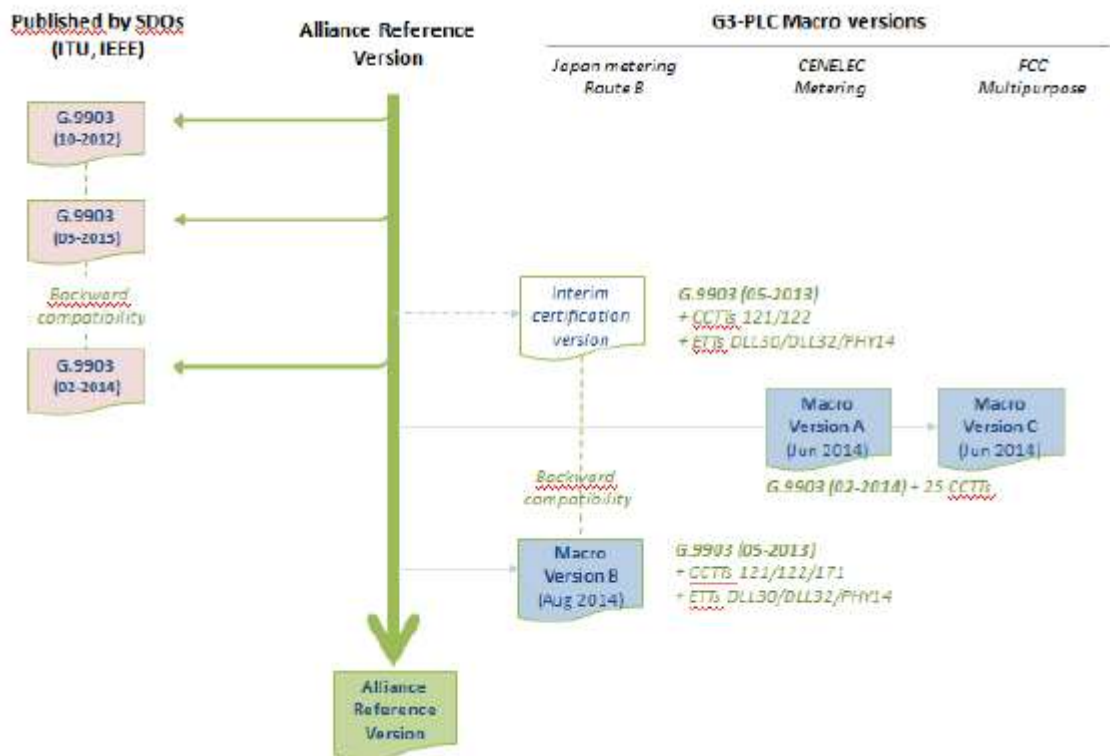 Published by SDOs
(ITU, IEEE)
Alliance Reference
Version
G3-PLC Macro versions
Japan metering
Route B
CENELEC
Metering
FCC
Multipurpose
G.9903
(10-2012)
G.9903
(05-2013)
Backward
compatibility
G.9903
(02-2014)
Interim
certification
version
G.9903 (05-2013)
+ CCTTs 121/122
+ ETTs DLL30/DLL32/PHY14
Macro
Version A
(Jun 2014)
Macro
Version C
(Jun 2014)
G.9903 (02-2014) + 25 CCTTs
Backward
compatibility
Macro
Version B
(Aug 2014)
G.9903 (05-2013)
+ CCTTs 121/122/171
+ ETTs DLL30/DLL32/PHY14
Alliance
Reference
Version